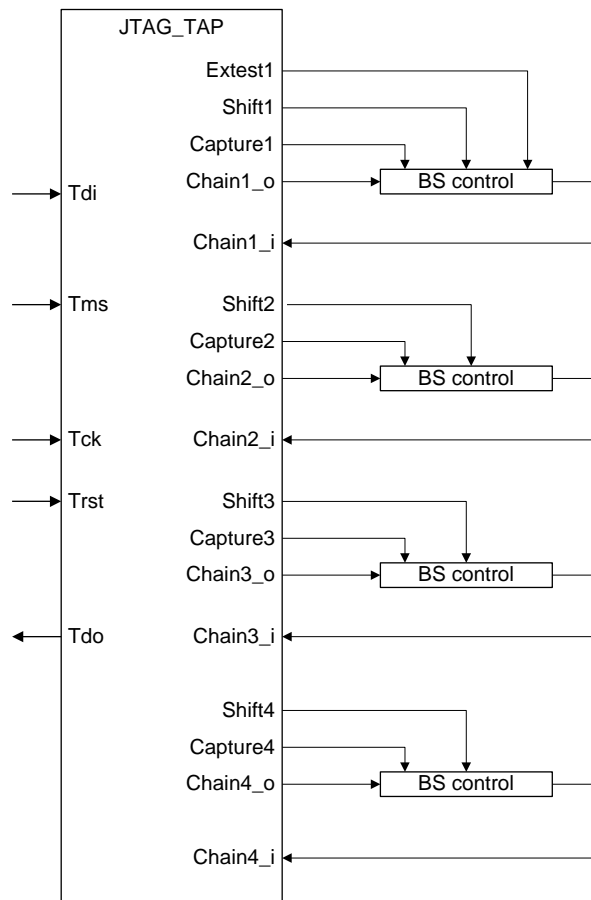 JTAG_TAP
Extest1
Shift1
Capture1
Chain1_o
BS control
Tdi
Chain1_i
Tms
Shift2
Capture2
Chain2_o
BS control
Tck
Chain2_i
Trst
Shift3
Capture3
Chain3_o
BS control
Tdo
Chain3_i
Shift4
Capture4
Chain4_o
BS control
Chain4_i